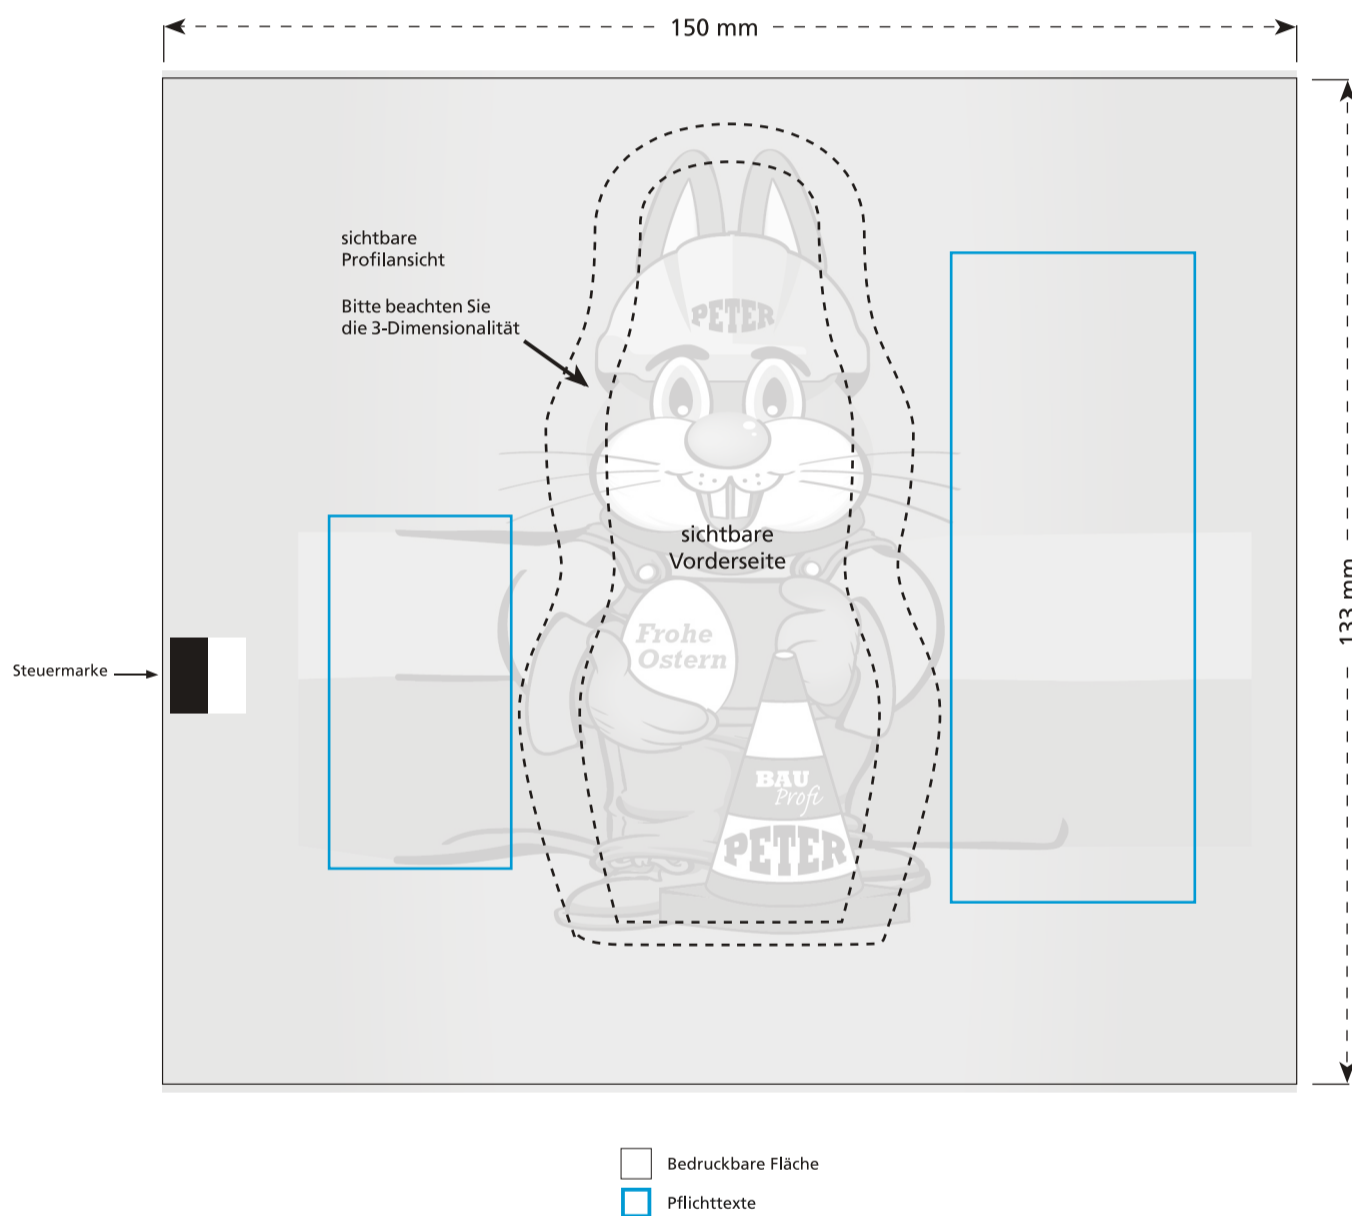 150 mm
sichtbare
Profilansicht
Bitte beachten Sie
die 3-Dimensionalität
PETER
sichtbare
Vorderseite
133 mm
Frohe
Ostern
Steuermarke
BAU
Profi
PETER
Bedruckbare Fläche
Pflichttexte